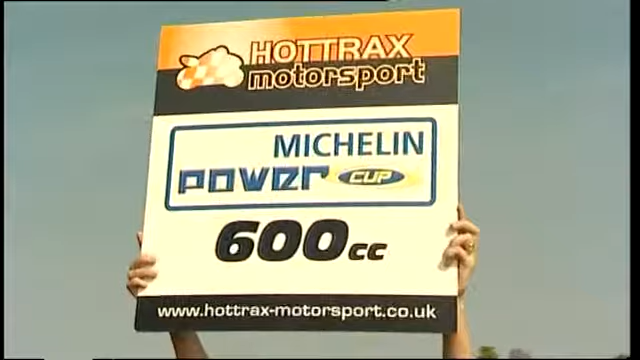 HOTTRAX
motorsport
MICHELIN
POWER CUP
600cc
www.hottrax-motorsport.co.uk